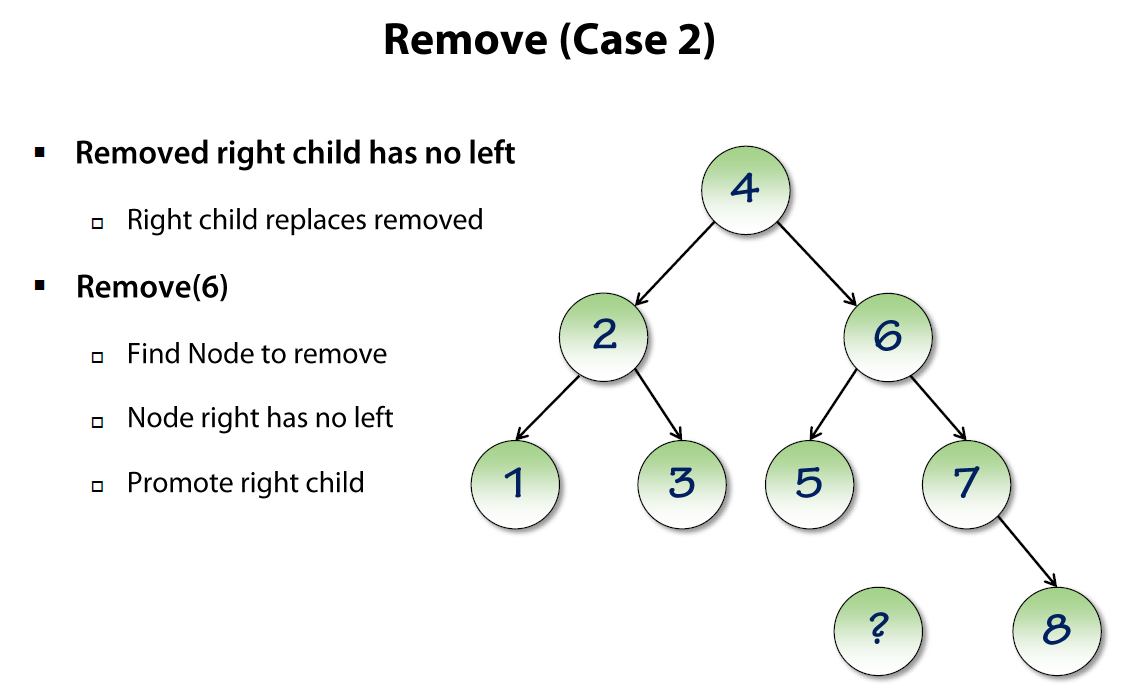 Remove (Case 2)
Removed right child has no left
Right child replaces removed
Remove(6)
Find Node to remove
Node right has no left
Promote right child
4
2
6
1
3
5
7
?
8